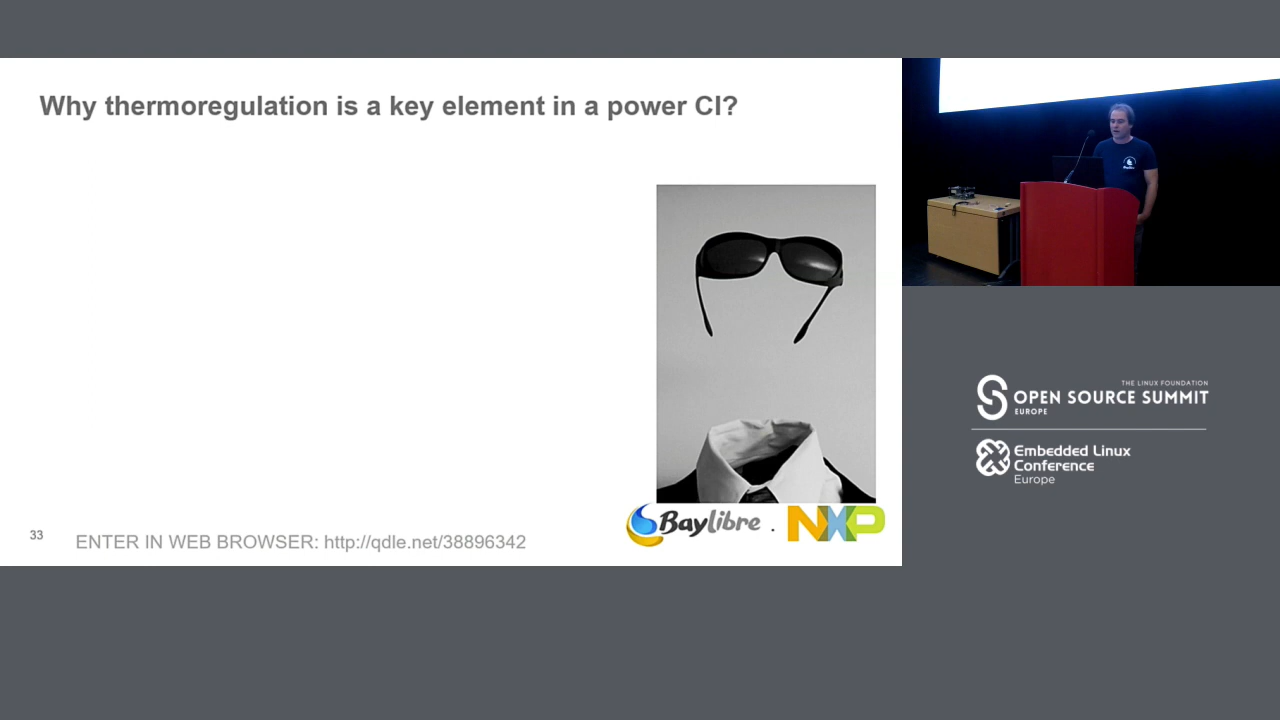 Why thermoregulation is a key element in a power CI?
Baylibre . NXP
33
ENTER IN WEB BROWSER: http://qdle.net/38896342
THE LINUX FOUNDATION
OPEN SOURCE SUMMIT
EUROPE
Embedded Linux
Conference
Europe